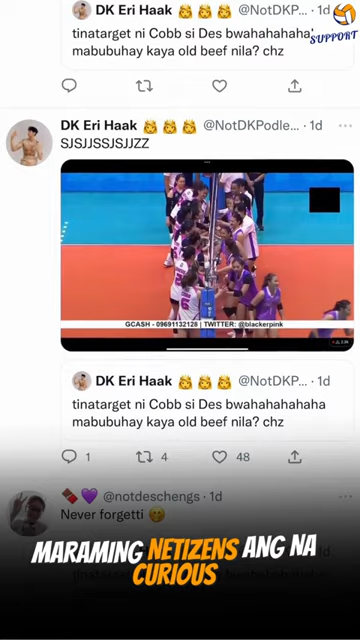 DK Eri Haak 👸 👸 👸 @NotDKP... · 1d
tinatarget ni Cobb si Des bwahahahaha
mabubuhay kaya old beef nila? chz
SUPPORT
DK Eri Haak 👸 👸 👸 @NotDKPodle... · 1d
SJSJJSSJSJJZZ
GCASH - 09691132128 | TWITTER: @blackerpink
DK Eri Haak 👸 👸 👸 @NotDKP... · 1d
tinatarget ni Cobb si Des bwahahahahaha
mabubuhay kaya old beef nila? chz
1 4 48
🍫 💜 @notdeschengs · 1d
Never forgetti 🤭
MARAMING NETIZENS ANG NA
CURIOUS